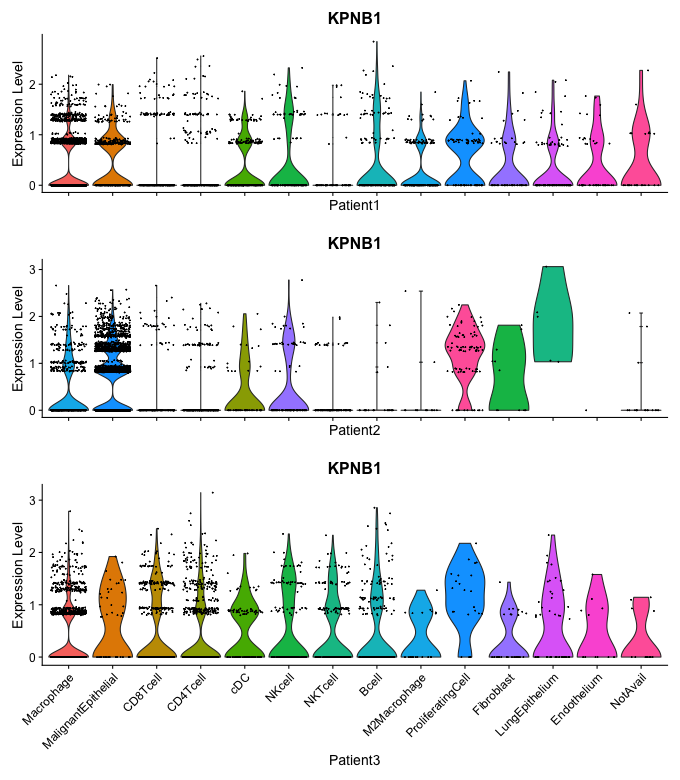 KPNB1
Expression Level
2
1
0
Patient1
KPNB1
Expression Level
3
2
1
0
Patient2
KPNB1
Expression Level
3
2
1
0
Macrophage
MalignantEpithelial
CD8Tcell
CD4Tcell
cDC
NKcell
NKTcell
Bcell
M2Macrophage
ProliferatingCell
Fibroblast
LungEpithelium
Endothelium
NotAvail
Patient3